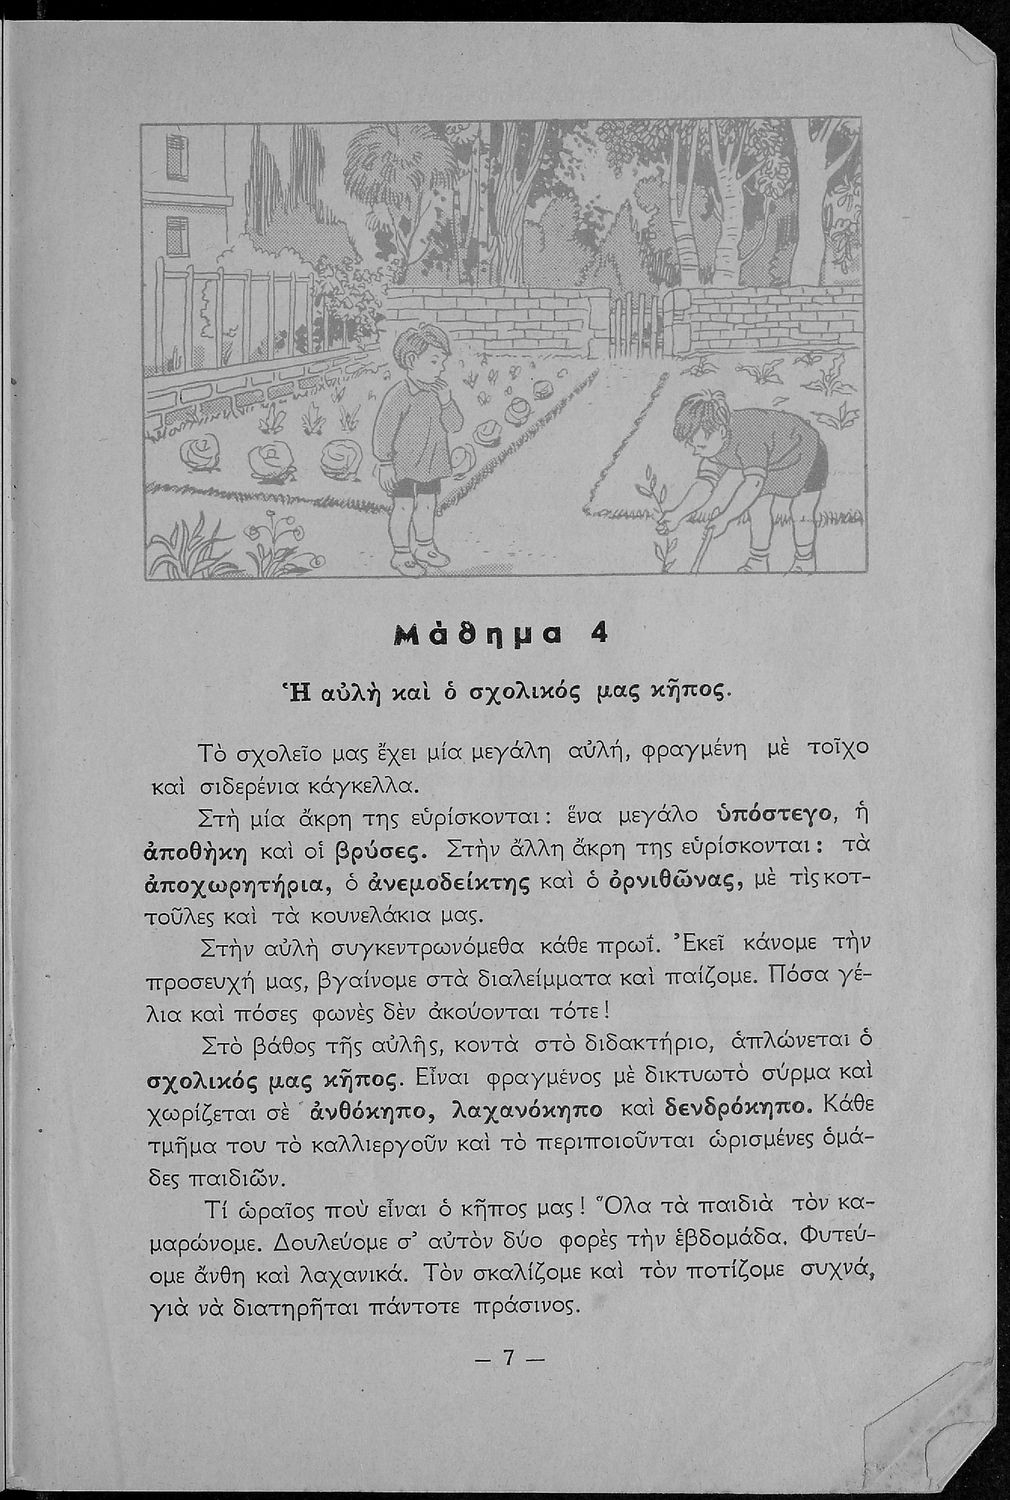 Μάθημα 4
Ἡ αὐλὴ καὶ ὁ σχολικός μας κῆπος.
Τὸ σχολεῖο μας ἔχει μία μεγάλη αὐλή, φραγμένη μὲ τοῖχο
καὶ σιδερένια κάγκελλα.
Στὴ μία ἄκρη της εὑρίσκονται: ἕνα μεγάλο ὑπόστεγο, ἡ
ἀποθήκη καὶ οἱ βρύσες. Στὴν ἄλλη ἄκρη της εὑρίσκονται: τὰ
ἀποχωρητήρια, ὁ ἀνεμοδείκτης καὶ ὁ ὀρνιθῶνας, μὲ τὶς κοτ-
τοῦλες καὶ τὰ κουνελάκια μας.
Στὴν αὐλὴ συγκεντρωνόμεθα κάθε πρωΐ. Ἐκεῖ κάνομε τὴν
προσευχή μας, βγαίνομε στὰ διαλείμματα καὶ παίζομε. Πόσα γέ-
λια καὶ πόσες φωνὲς δὲν ἀκούονται τότε!
Στὸ βάθος τῆς αὐλῆς, κοντὰ στὸ διδακτήριο, ἁπλώνεται ὁ
σχολικός μας κῆπος. Εἶναι φραγμένος μὲ δικτυωτὸ σύρμα καὶ
χωρίζεται σὲ ἀνθόκηπο, λαχανόκηπο καὶ δενδρόκηπο. Κάθε
τμῆμα του τὸ καλλιεργοῦν καὶ τὸ περιποιοῦνται ὡρισμένες ὁμά-
δες παιδιῶν.
Τί ὡραῖος ποὺ εἶναι ὁ κῆπος μας! Ὅλα τὰ παιδιὰ τὸν κα-
μαρώνομε. Δουλεύομε σ’ αὐτὸν δύο φορὲς τὴν ἑβδομάδα. Φυτεύ-
ομε ἄνθη καὶ λαχανικά. Τὸν σκαλίζομε καὶ τὸν ποτίζομε συχνά,
γιὰ νὰ διατηρῆται πάντοτε πράσινος.
— 7 —